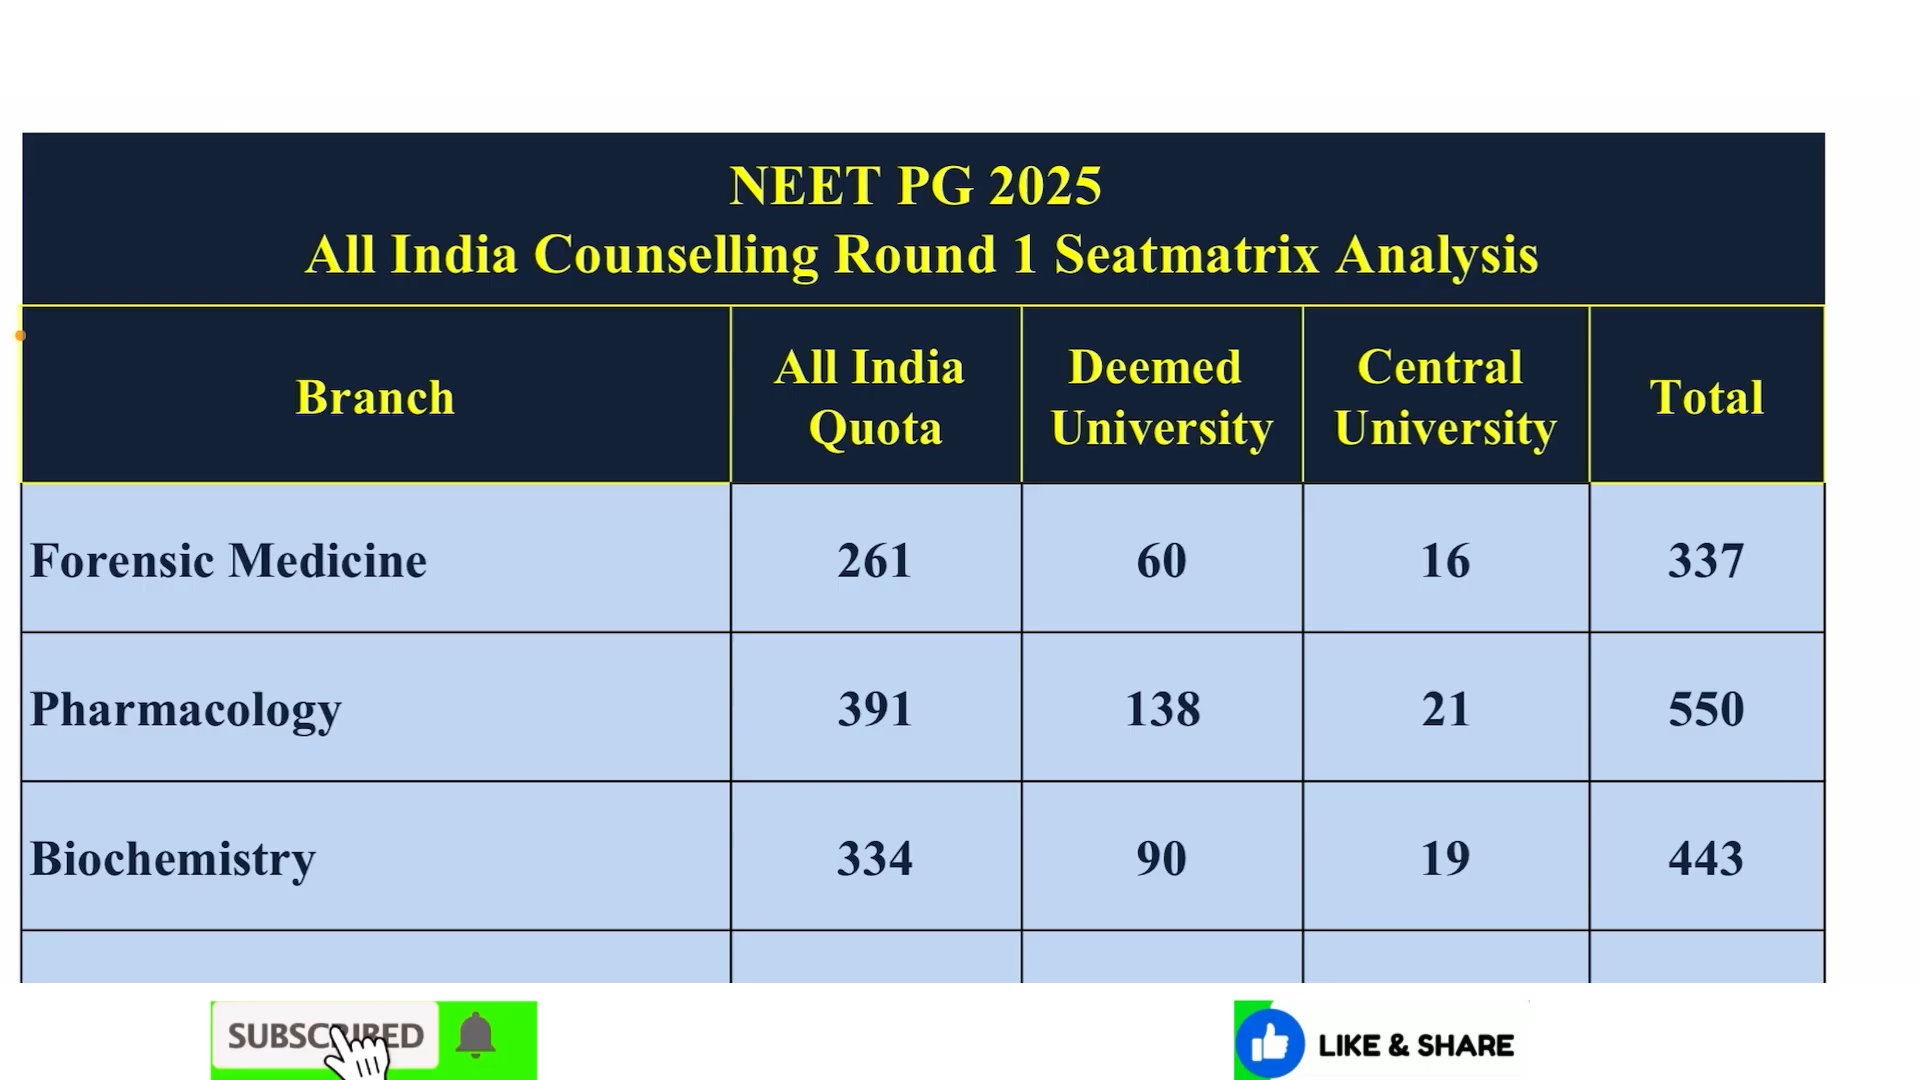 NEET PG 2025
All India Counselling Round 1 Seatmatrix Analysis
Branch All India Quota Deemed University Central University Total
Forensic Medicine 261 60 16 337
Pharmacology 391 138 21 550
Biochemistry 334 90 19 443
SUBSCRIBED
LIKE & SHARE